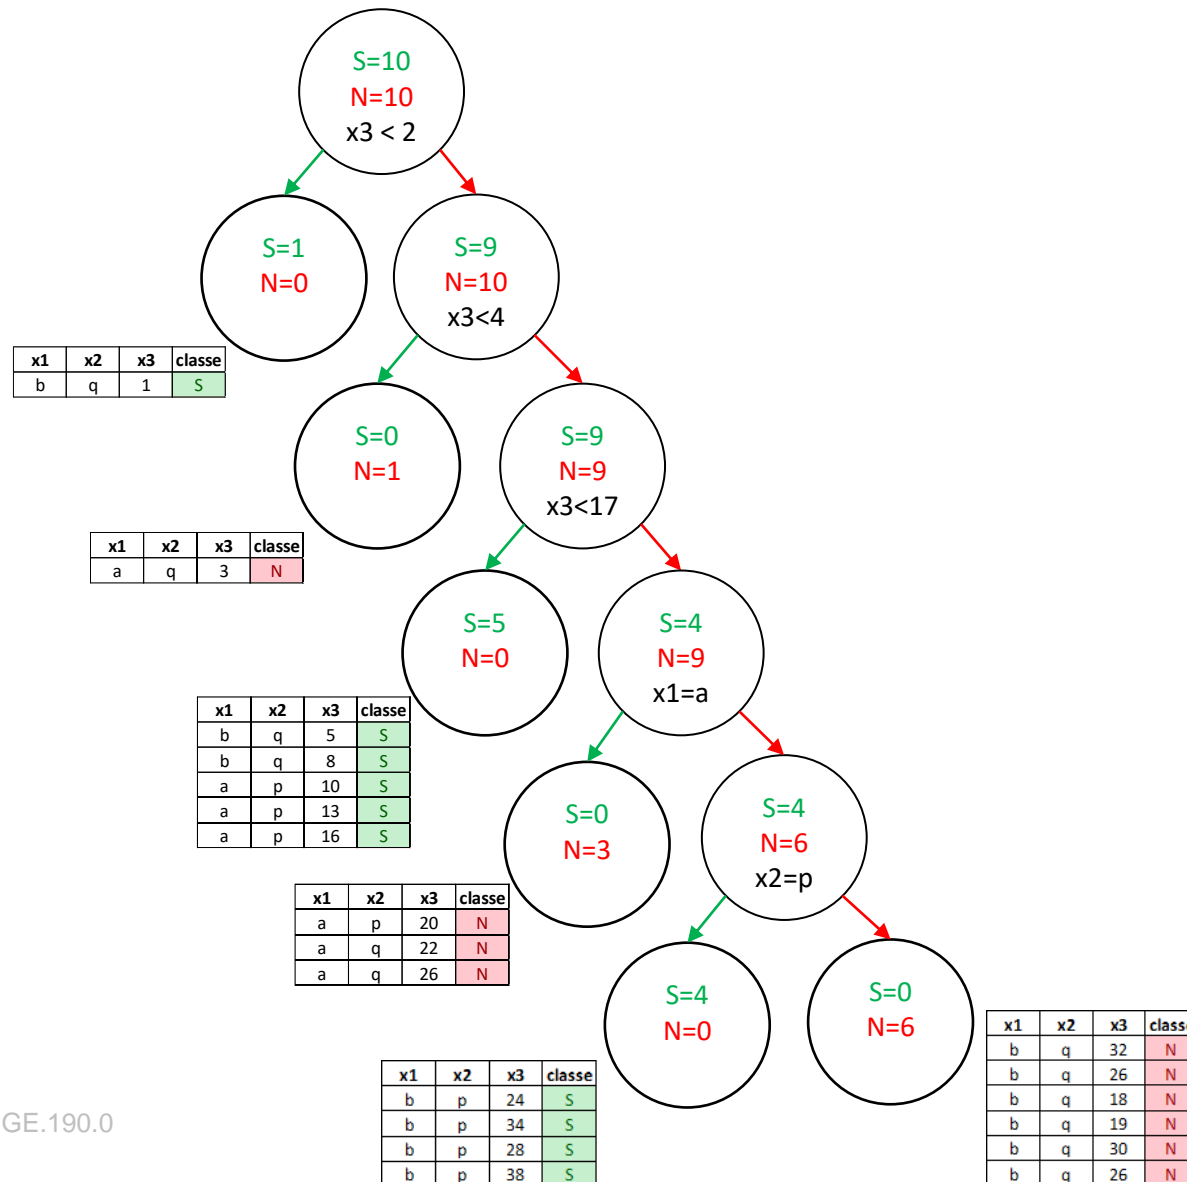 S=10
N=10
x3 < 2
S=1
N=0
S=9
N=10
x3<4
x1 x2 x3 classe
b q 1 S
S=0
N=1
S=9
N=9
x3<17
x1 x2 x3 classe
a q 3 N
S=5
N=0
S=4
N=9
x1=a
x1 x2 x3 classe
b q 5 S
b q 8 S
a p 10 S
a p 13 S
a p 16 S
S=0
N=3
S=4
N=6
x2=p
x1 x2 x3 classe
a p 20 N
a q 22 N
a q 26 N
S=4
N=0
S=0
N=6
x1 x2 x3 classe
b p 24 S
b p 34 S
b p 28 S
b p 38 S
x1 x2 x3 class
b q 32 N
b q 26 N
b q 18 N
b q 19 N
b q 30 N
b q 26 N
GE.190.0